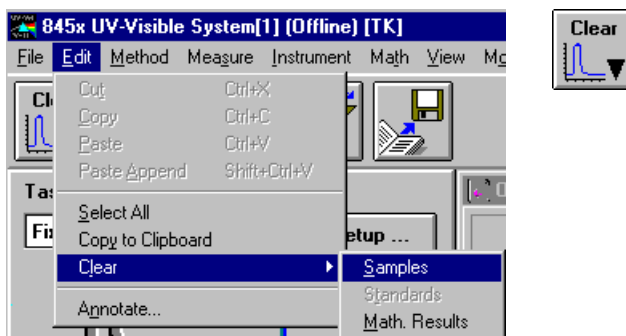 845x UV-Visible System[1] (Offline) [TK]
File Edit Method Measure Instrument Math View
Clear
Cut Ctrl+X
Copy Ctrl+C
Paste Ctrl+V
Paste Append Shift+Ctrl+V
Select All
Copy to Clipboard
Clear
Annotate...
etup ...
Samples
Standards
Math. Results